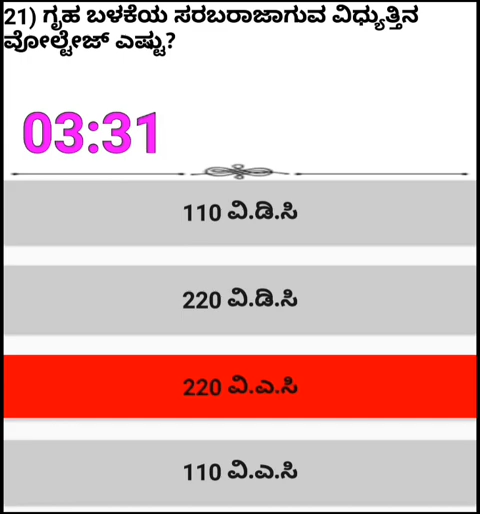 21) ಗೃಹ ಬಳಕೆಯ ಸರಬರಾಜಾಗುವ ವಿಧ್ಯುತ್ತಿನ
ವೋಲ್ಟೇಜ್ ಎಷ್ಟು?
03:31
110 ವಿ.ಡಿ.ಸಿ
220 ವಿ.ಡಿ.ಸಿ
220 ವಿ.ಎ.ಸಿ
110 ವಿ.ಎ.ಸಿ